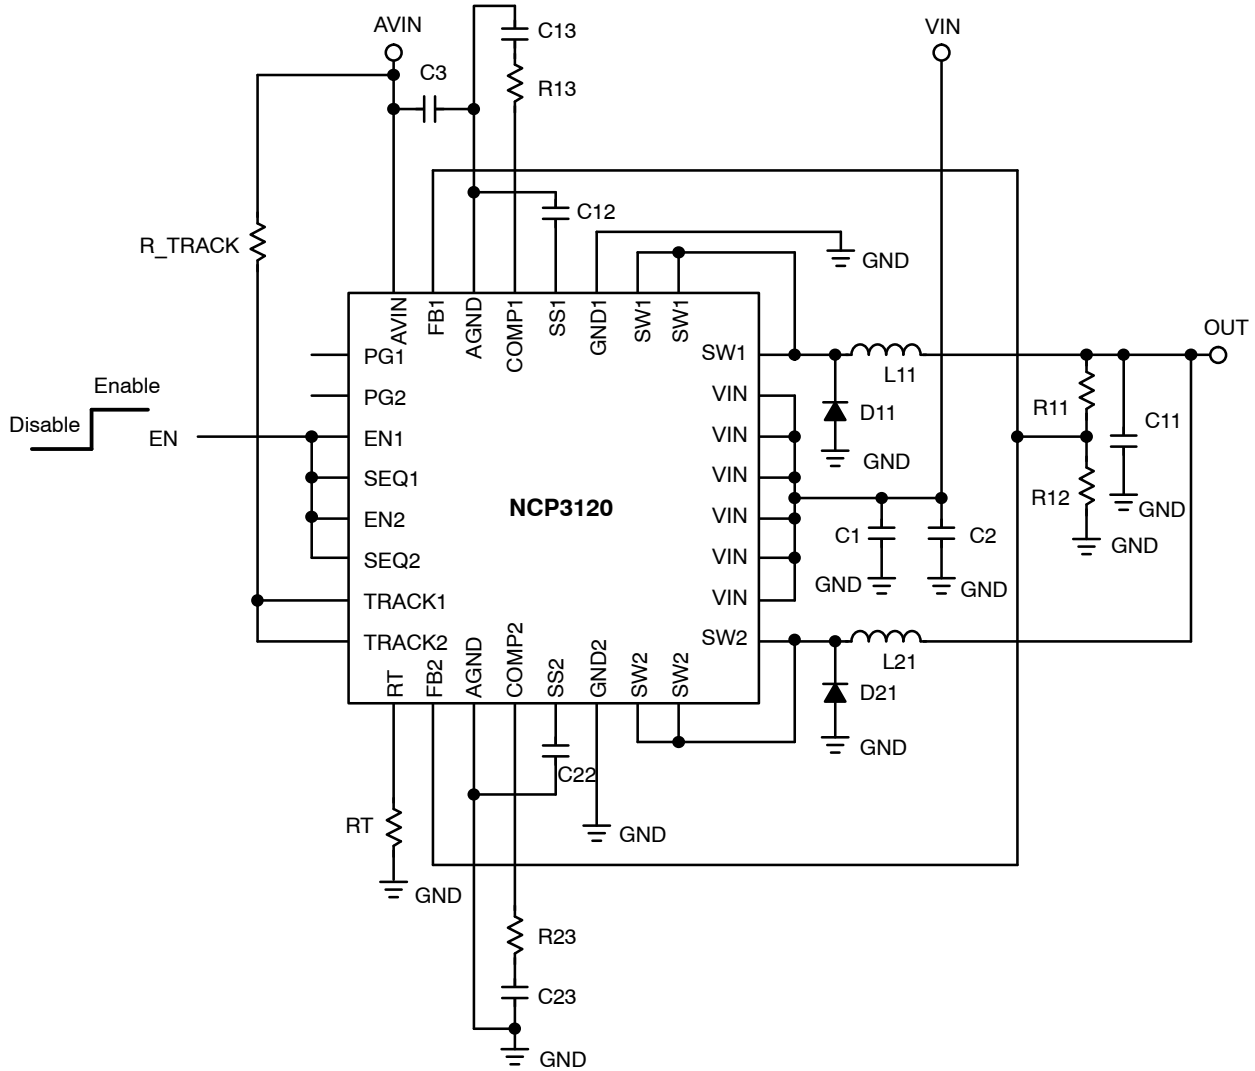 AVIN
C13
VIN
C3
R13
C12
R_TRACK
GND
AVIN
FB1
AGND
COMP1
SS1
GND1
SW1
SW1
OUT
PG1
SW1
L11
Enable
PG2
VIN
D11
R11
C11
Disable
EN
EN1
VIN
GND
SEQ1
VIN
R12
NCP3120
GND
EN2
VIN
C1
C2
GND
SEQ2
VIN
GND
GND
TRACK1
VIN
TRACK2
SW2
L21
RT
FB2
AGND
COMP2
SS2
GND2
SW2
SW2
D21
GND
C22
RT
GND
GND
R23
C23
GND